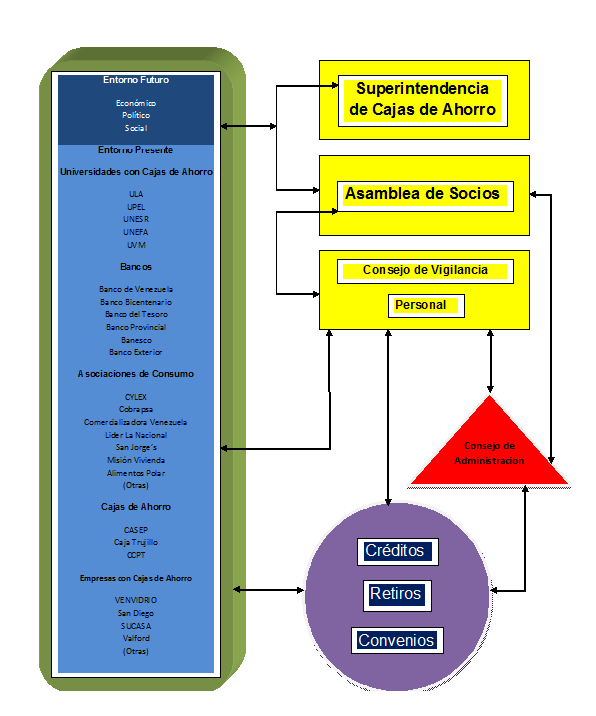 Entorno Futuro
Económico
Político
Social
Entorno Presente
Universidades con Cajas de Ahorro
ULA
UPEL
UNESR
UNEFA
UVM
Bancos
Banco de Venezuela
Banco Bicentenario
Banco del Tesoro
Banco Provincial
Banesco
Banco Exterior
Asociaciones de Consumo
CYLEX
Cobrapsa
Comercializadora Venezuela
Lider La Nacional
San Jorge´s
Misión Vivienda
Alimentos Polar
(Otras)
Cajas de Ahorro
CASEP
Caja Trujillo
CCPT
Empresas con Cajas de Ahorro
VENVIDRIO
San Diego
SUCASA
Valford
(Otras)
Superintendencia
de Cajas de Ahorro
Asamblea de Socios
Consejo de Vigilancia
Personal
Consejo de
Administracion
Créditos
Retiros
Convenios